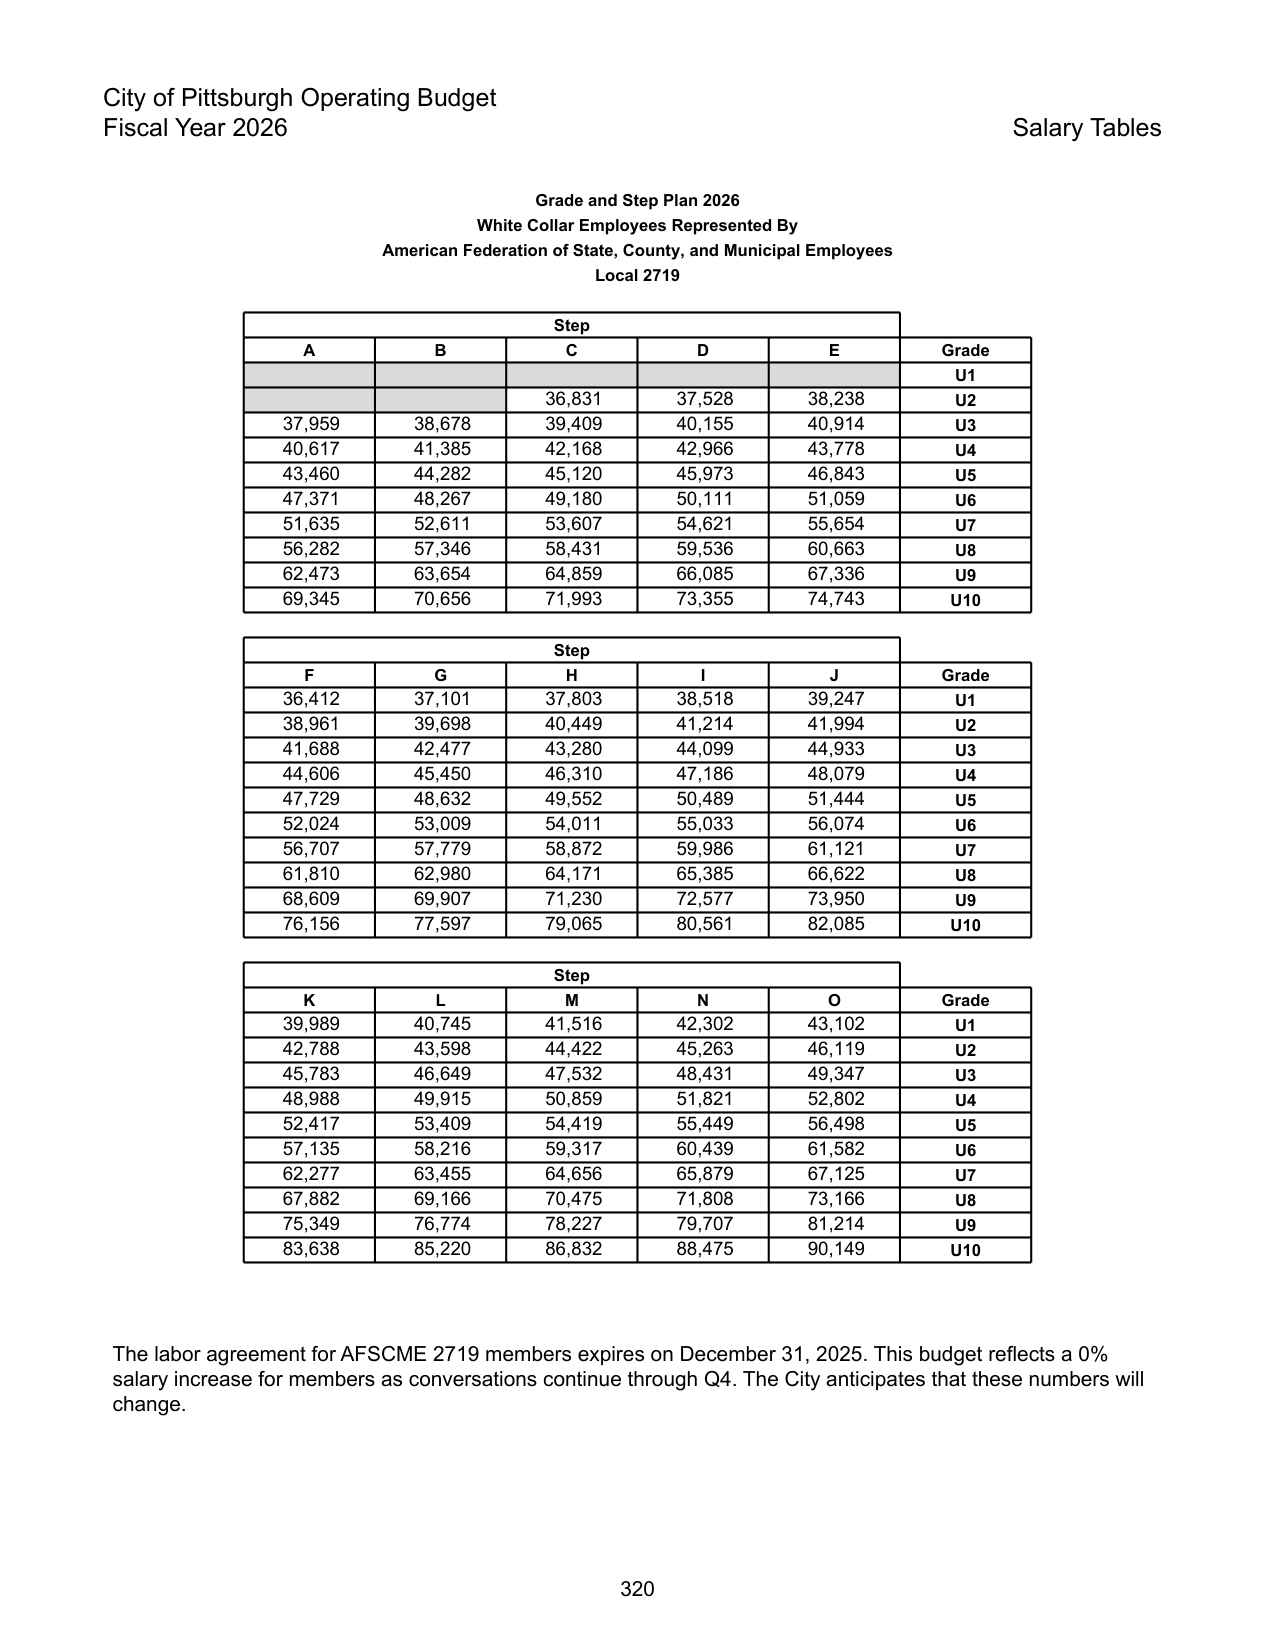 City of Pittsburgh Operating Budget
Fiscal Year 2026 Salary Tables
Grade and Step Plan 2026
White Collar Employees Represented By
American Federation of State, County, and Municipal Employees
Local 2719
Step
A B C D E Grade
U1
36,831 37,528 38,238 U2
37,959 38,678 39,409 40,155 40,914 U3
40,617 41,385 42,168 42,966 43,778 U4
43,460 44,282 45,120 45,973 46,843 U5
47,371 48,267 49,180 50,111 51,059 U6
51,635 52,611 53,607 54,621 55,654 U7
56,282 57,346 58,431 59,536 60,663 U8
62,473 63,654 64,859 66,085 67,336 U9
69,345 70,656 71,993 73,355 74,743 U10
Step
F G H I J Grade
36,412 37,101 37,803 38,518 39,247 U1
38,961 39,698 40,449 41,214 41,994 U2
41,688 42,477 43,280 44,099 44,933 U3
44,606 45,450 46,310 47,186 48,079 U4
47,729 48,632 49,552 50,489 51,444 U5
52,024 53,009 54,011 55,033 56,074 U6
56,707 57,779 58,872 59,986 61,121 U7
61,810 62,980 64,171 65,385 66,622 U8
68,609 69,907 71,230 72,577 73,950 U9
76,156 77,597 79,065 80,561 82,085 U10
Step
K L M N O Grade
39,989 40,745 41,516 42,302 43,102 U1
42,788 43,598 44,422 45,263 46,119 U2
45,783 46,649 47,532 48,431 49,347 U3
48,988 49,915 50,859 51,821 52,802 U4
52,417 53,409 54,419 55,449 56,498 U5
57,135 58,216 59,317 60,439 61,582 U6
62,277 63,455 64,656 65,879 67,125 U7
67,882 69,166 70,475 71,808 73,166 U8
75,349 76,774 78,227 79,707 81,214 U9
83,638 85,220 86,832 88,475 90,149 U10
The labor agreement for AFSCME 2719 members expires on December 31, 2025. This budget reflects a 0%
salary increase for members as conversations continue through Q4. The City anticipates that these numbers will
change.
320